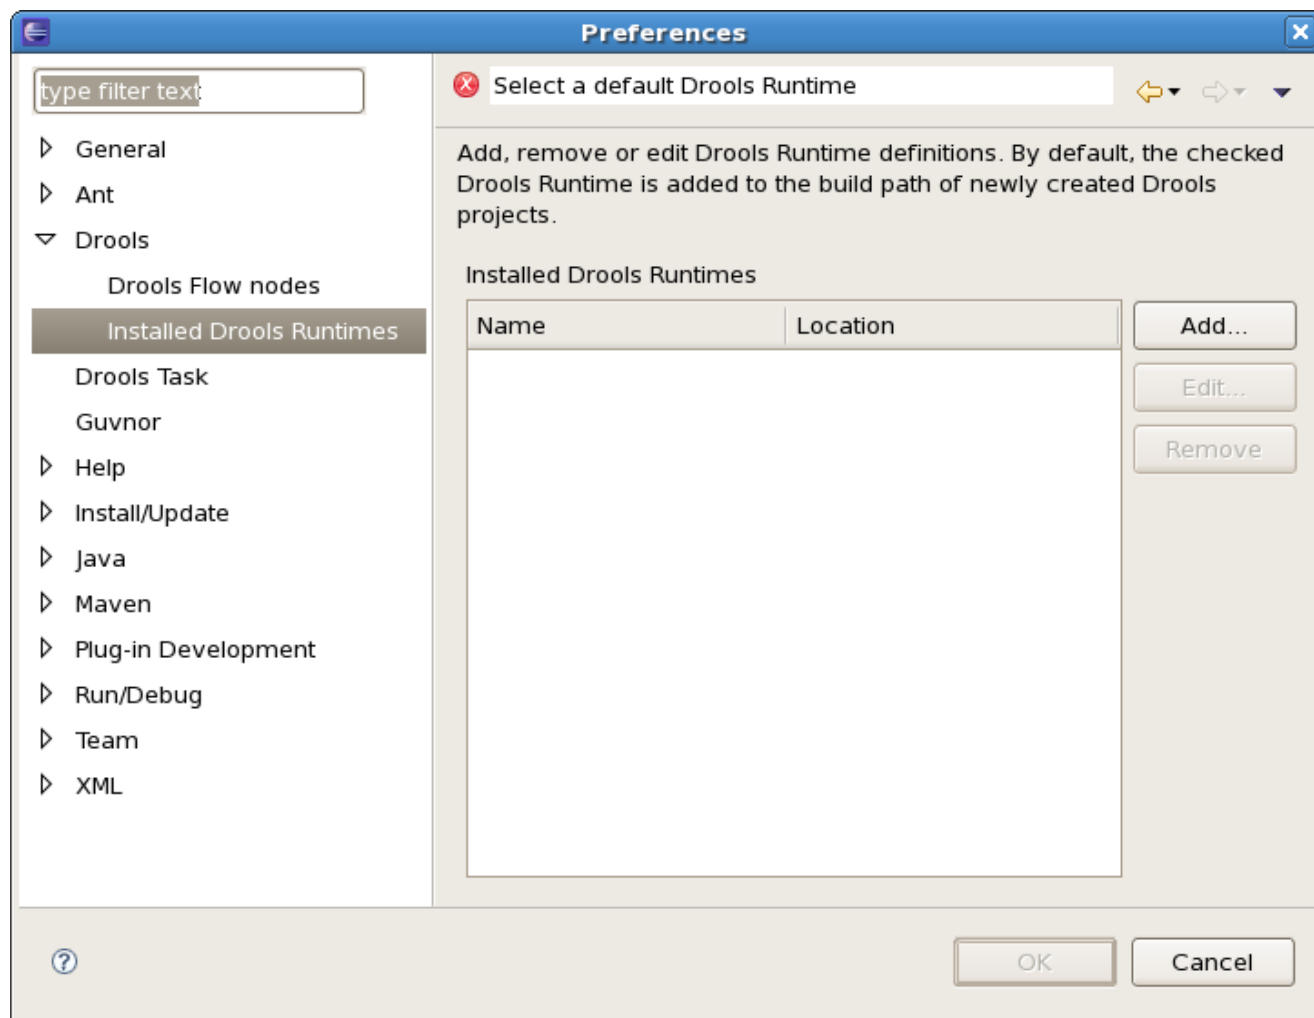 Preferences
type filter text
General
Ant
Drools
Drools Flow nodes
Installed Drools Runtimes
Drools Task
Guvnor
Help
Install/Update
Java
Maven
Plug-in Development
Run/Debug
Team
XML
Select a default Drools Runtime
Add, remove or edit Drools Runtime definitions. By default, the checked
Drools Runtime is added to the build path of newly created Drools
projects.
Installed Drools Runtimes
Name Location
Add...
Edit...
Remove
OK Cancel